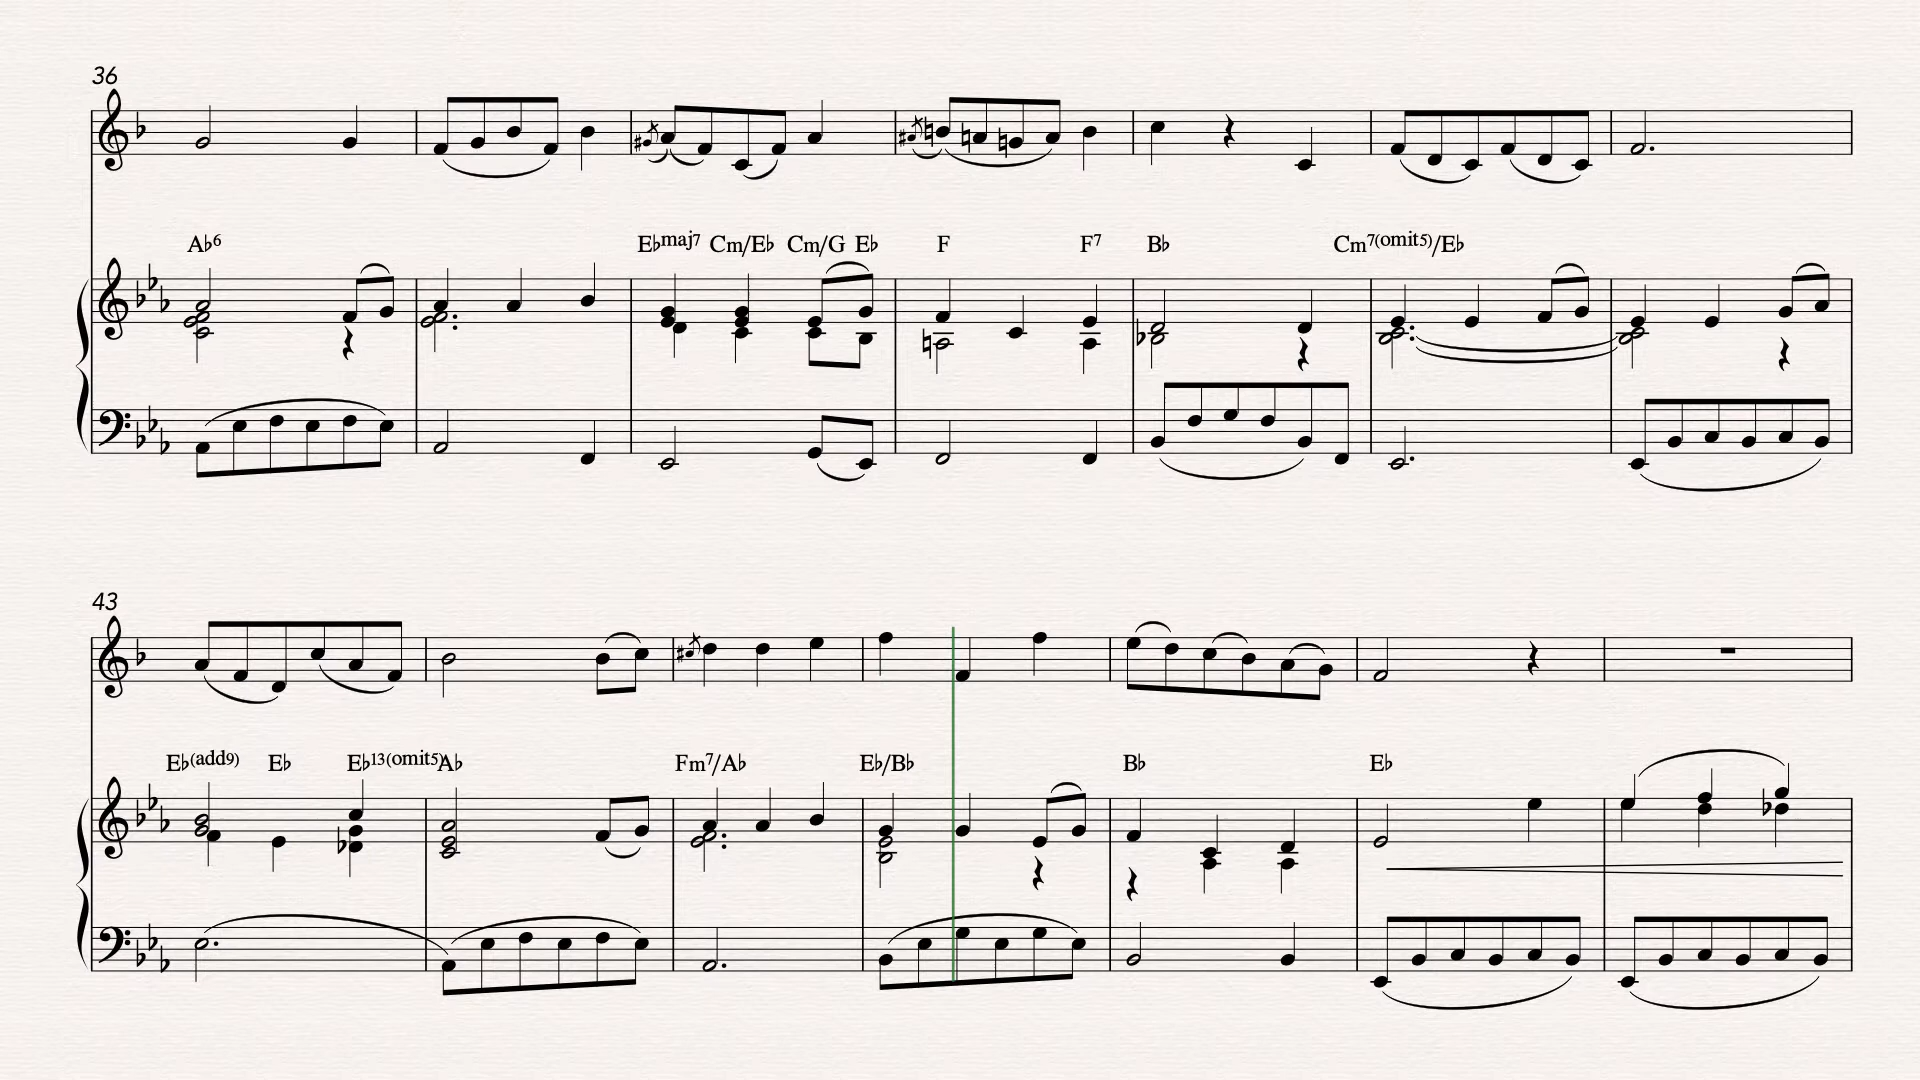 36
A♭6 E♭maj7 Cm/E♭ Cm/G E♭ F F7 B♭ Cm7(omit5)/E♭
43
E♭(add9) E♭ E♭13(omit5) A♭ Fm7/A♭ E♭/B♭ B♭ E♭